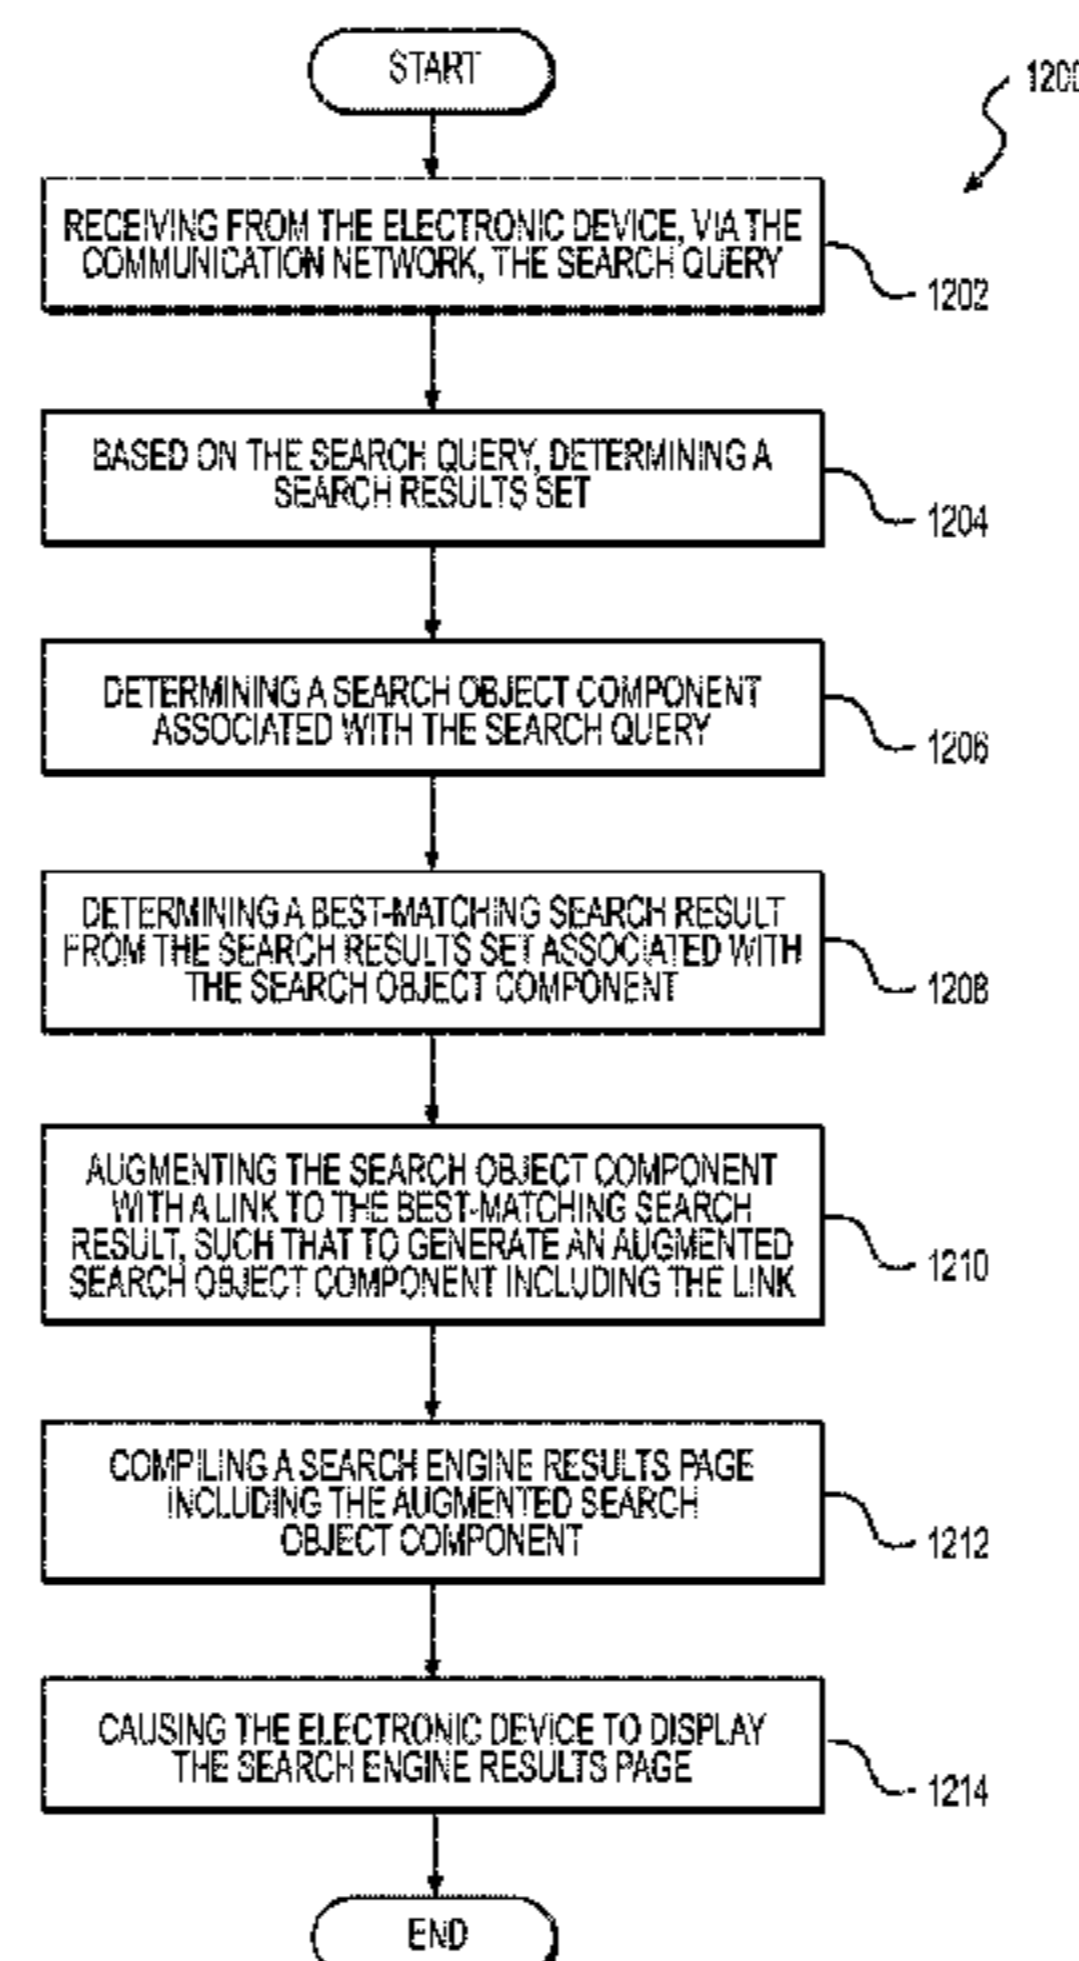 START
1200
RECEIVING FROM THE ELECTRONIC DEVICE, VIA THE
COMMUNICATION NETWORK, THE SEARCH QUERY
1202
BASED ON THE SEARCH QUERY, DETERMINING A
SEARCH RESULTS SET
1204
DETERMINING A SEARCH OBJECT COMPONENT
ASSOCIATED WITH THE SEARCH QUERY
1206
DETERMINING A BEST-MATCHING SEARCH RESULT
FROM THE SEARCH RESULTS SET ASSOCIATED WITH
THE SEARCH OBJECT COMPONENT
1208
AUGMENTING THE SEARCH OBJECT COMPONENT
WITH A LINK TO THE BEST-MATCHING SEARCH
RESULT, SUCH THAT TO GENERATE AN AUGMENTED
SEARCH OBJECT COMPONENT INCLUDING THE LINK
1210
COMPILING A SEARCH ENGINE RESULTS PAGE
INCLUDING THE AUGMENTED SEARCH
OBJECT COMPONENT
1212
CAUSING THE ELECTRONIC DEVICE TO DISPLAY
THE SEARCH ENGINE RESULTS PAGE
1214
END